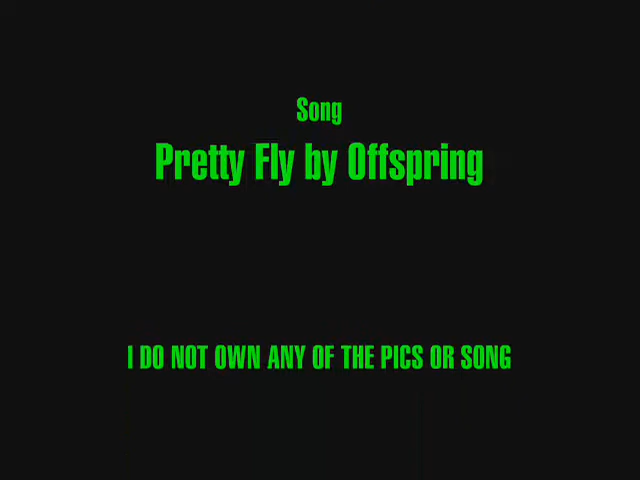 Song
Pretty Fly by Offspring
I DO NOT OWN ANY OF THE PICS OR SONG